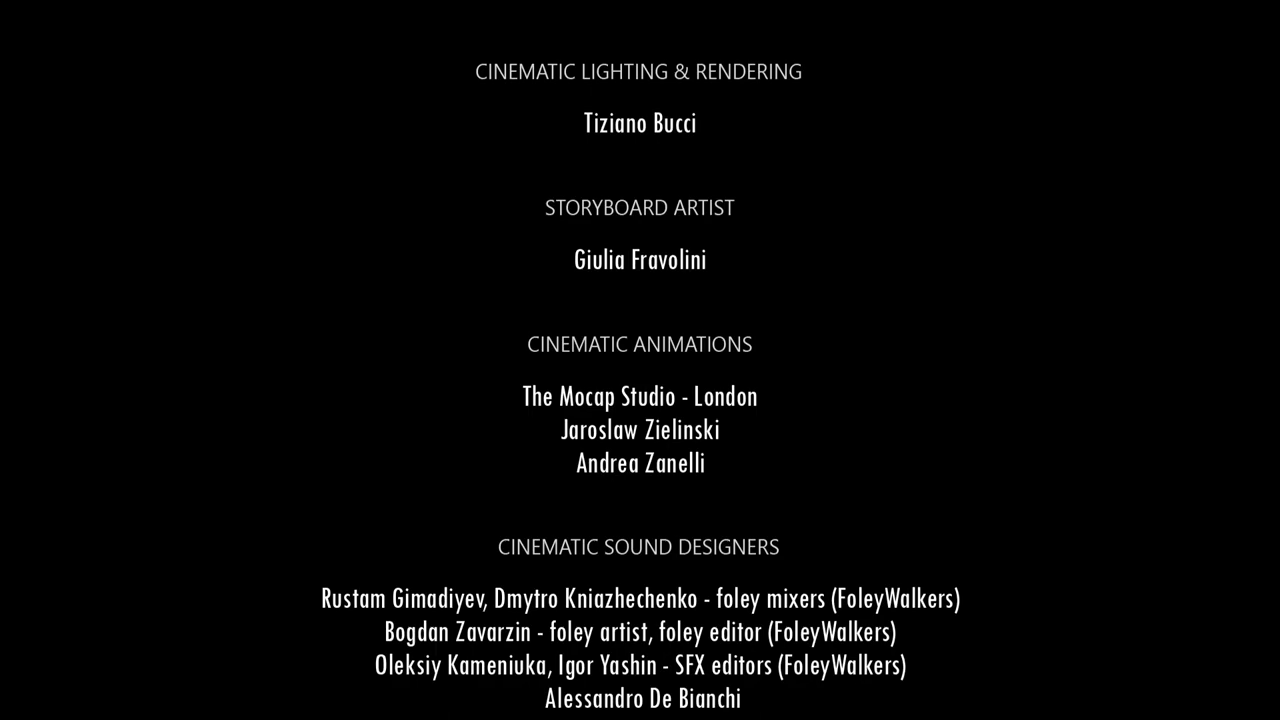 CINEMATIC LIGHTING & RENDERING
Tiziano Bucci
STORYBOARD ARTIST
Giulia Fravolini
CINEMATIC ANIMATIONS
The Mocap Studio - London
Jaroslaw Zielinski
Andrea Zanelli
CINEMATIC SOUND DESIGNERS
Rustam Gimadiyev, Dmytro Kniazhechenko - foley mixers (FoleyWalkers)
Bogdan Zavarzin - foley artist, foley editor (FoleyWalkers)
Oleksiy Kameniuka, Igor Yashin - SFX editors (FoleyWalkers)
Alessandro De Bianchi